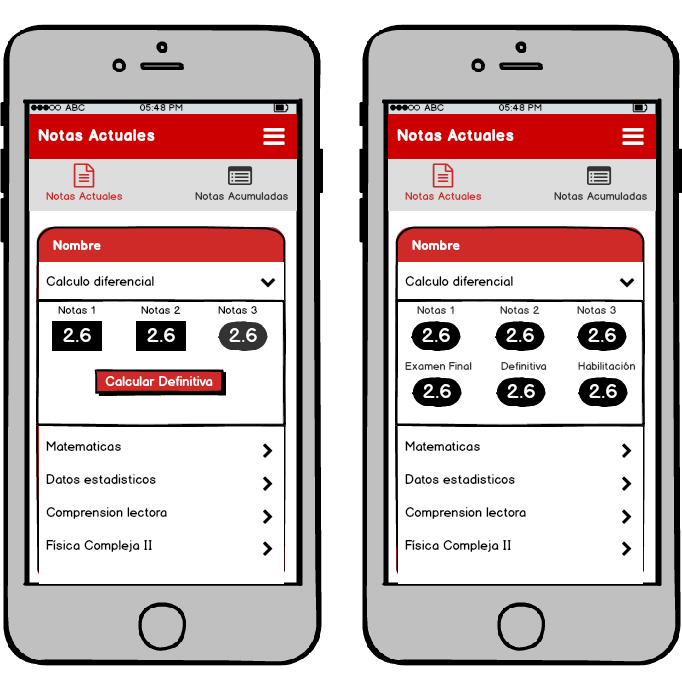 ABC 05:48 PM
Notas Actuales
Notas Actuales Notas Acumuladas
Nombre
Calculo diferencial
Notas 1 Notas 2 Notas 3
2.6 2.6 2.6
Calcular Definitiva
Matematicas
Datos estadisticos
Comprension lectora
Física Compleja II
ABC 05:48 PM
Notas Actuales
Notas Actuales Notas Acumuladas
Nombre
Calculo diferencial
Notas 1 Notas 2 Notas 3
2.6 2.6 2.6
Examen Final Definitiva Habilitación
2.6 2.6 2.6
Matematicas
Datos estadisticos
Comprension lectora
Física Compleja II